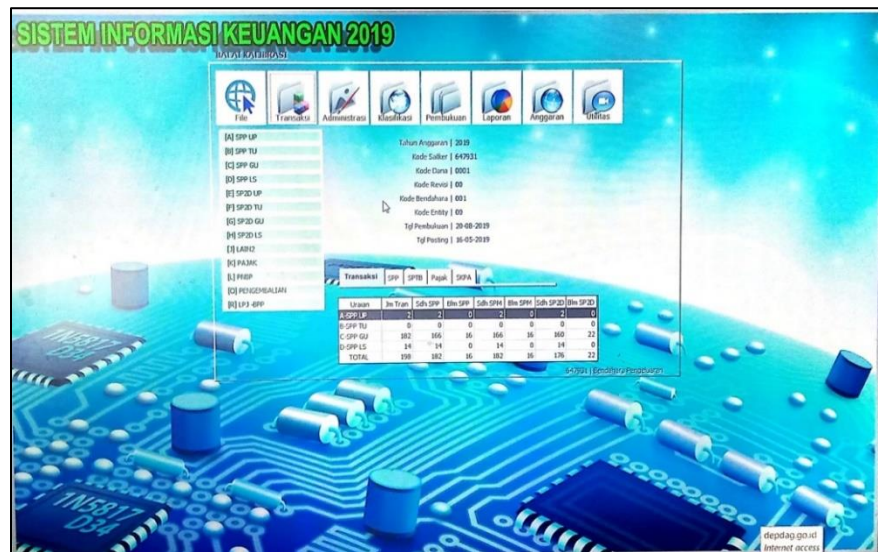 SISTEM INFORMASI KEUANGAN 2019
BALAI KALIBRASI
File Transaksi Administrasi Klasifikasi Pembukuan Laporan Anggaran Utilitas
[A] SPP UP
[B] SPP TU
[C] SPP GU
[D] SPP LS
[E] SP2D UP
[F] SP2D TU
[G] SP2D GU
[H] SP2D LS
[J] LAIN2
[K] PAJAK
[L] PNBP
[O] PENGEMBALIAN
[R] LPJ -BPP
Tahun Anggaran | 2019
Kode Satker | 647931
Kode Dana | 0001
Kode Revisi | 00
Kode Bendahara | 001
Kode Entity | 00
Tgl Pembukuan | 20-08-2019
Tgl Posting | 16-05-2019
Transaksi SPP SPTB Pajak SKPA
Uraian Jm Tran Sdh SPP Blm SPP Sdh SPM Blm SPM Sdh SP2D Blm SP2D
A-SPP UP 2 2 0 2 0 2 0
B-SPP TU 0 0 0 0 0 0 0
C-SPP GU 182 166 16 166 16 160 22
D-SPP LS 14 14 0 14 0 14 0
TOTAL 198 182 16 182 16 176 22
647931 | Bendahara Pengeluaran
1N5817
D34
1N5817
D34
depdag.go.id
Internet access